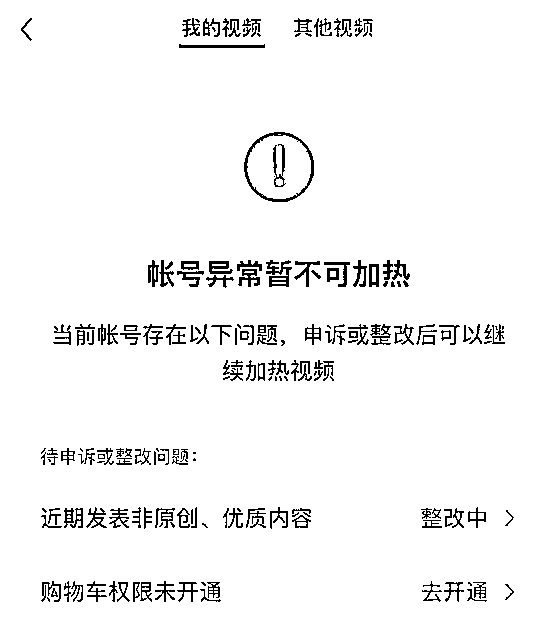 我的视频 其他视频
帐号异常暂不可加热
当前帐号存在以下问题，申诉或整改后可以继
续加热视频
待申诉或整改问题：
近期发表非原创、优质内容 整改中
购物车权限未开通 去开通